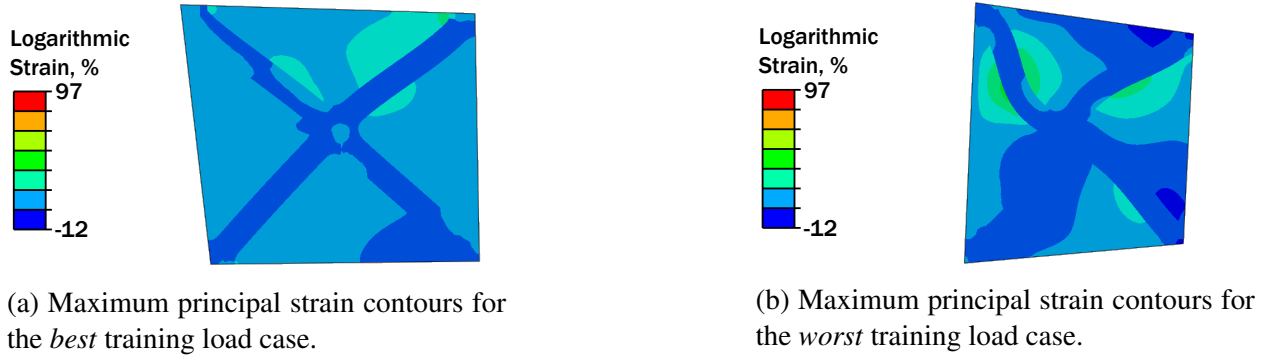 Logarithmic
Strain, %
97
-12
(a) Maximum principal strain contours for
the best training load case.
Logarithmic
Strain, %
97
-12
(b) Maximum principal strain contours for
the worst training load case.